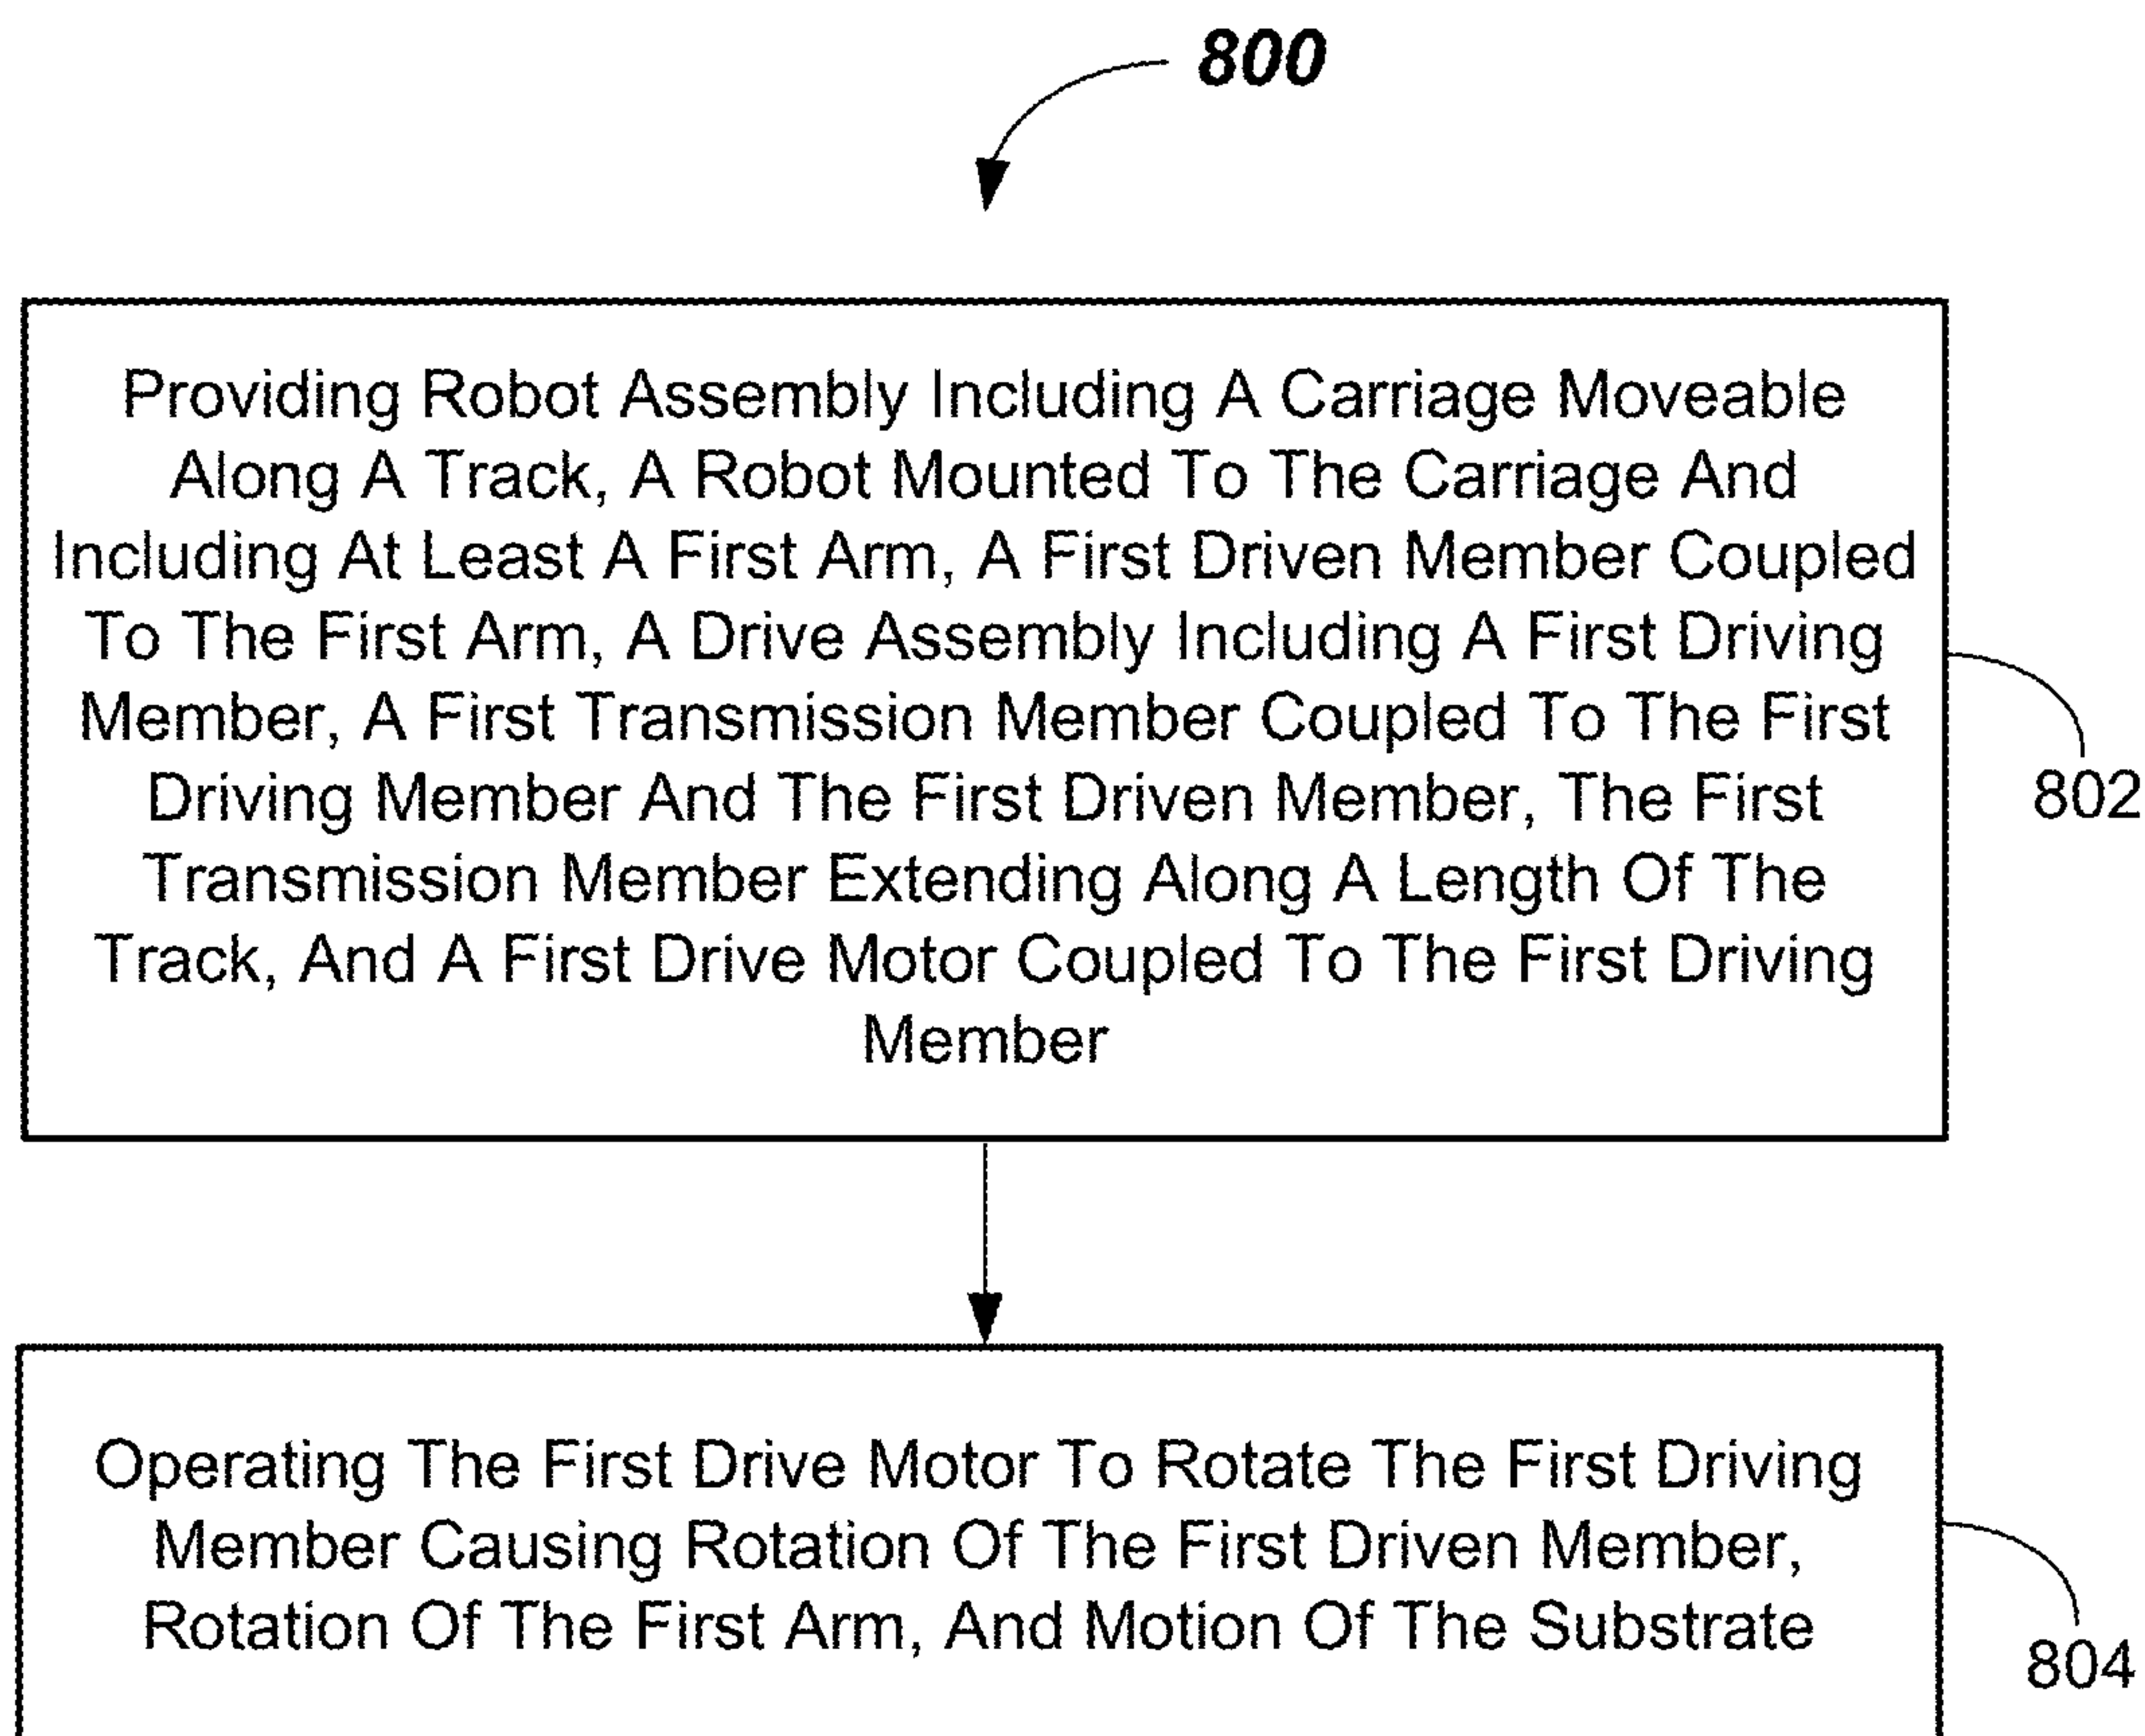 800
Providing Robot Assembly Including A Carriage Moveable
Along A Track, A Robot Mounted To The Carriage And
Including At Least A First Arm, A First Driven Member Coupled
To The First Arm, A Drive Assembly Including A First Driving
Member, A First Transmission Member Coupled To The First
Driving Member And The First Driven Member, The First
Transmission Member Extending Along A Length Of The
Track, And A First Drive Motor Coupled To The First Driving
Member
802
Operating The First Drive Motor To Rotate The First Driving
Member Causing Rotation Of The First Driven Member,
Rotation Of The First Arm, And Motion Of The Substrate
804